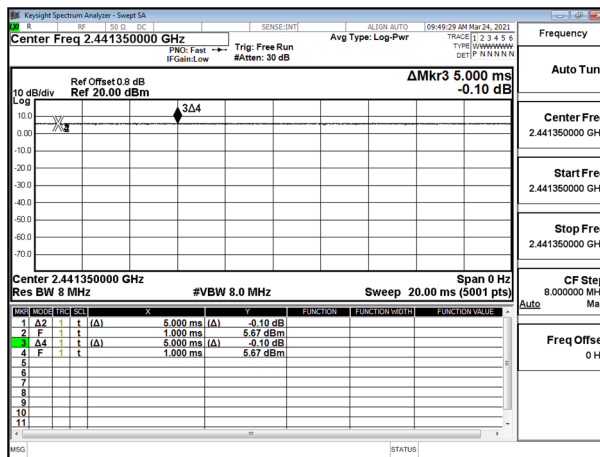 Keysight Spectrum Analyzer - Swept SA
LXI R RF 50 Ω DC SENSE:INT ALIGN AUTO 09:49:29 AM Mar 24, 2021
Center Freq 2.441350000 GHz
PNO: Fast
IFGain:Low
Trig: Free Run
#Atten: 30 dB
Avg Type: Log-Pwr
TRACE 1 2 3 4 5 6
TYPE WWWWWW
DET P N N N N N
Frequency
Auto Tun
Ref Offset 0.8 dB
Ref 20.00 dBm
10 dB/div
Log
ΔMkr3 5.000 ms
-0.10 dB
3Δ4
10.0
0.00
-10.0
-20.0
-30.0
-40.0
-50.0
-60.0
-70.0
Center Fre
2.441350000 GH
Start Fre
2.441350000 GH
Stop Fre
2.441350000 GH
Center 2.441350000 GHz Span 0 Hz
Res BW 8 MHz #VBW 8.0 MHz Sweep 20.00 ms (5001 pts)
CF Ste
8.000000 MH
Auto Ma
Freq Offse
0 H
MKR MODE TRC SCL X Y FUNCTION FUNCTION WIDTH FUNCTION VALUE
1 Δ2 1 t (Δ) 5.000 ms (Δ) -0.10 dB
2 F 1 t 1.000 ms 5.67 dBm
3 Δ4 1 t (Δ) 5.000 ms (Δ) -0.10 dB
4 F 1 t 1.000 ms 5.67 dBm
5
6
7
8
9
10
11
MSG STATUS